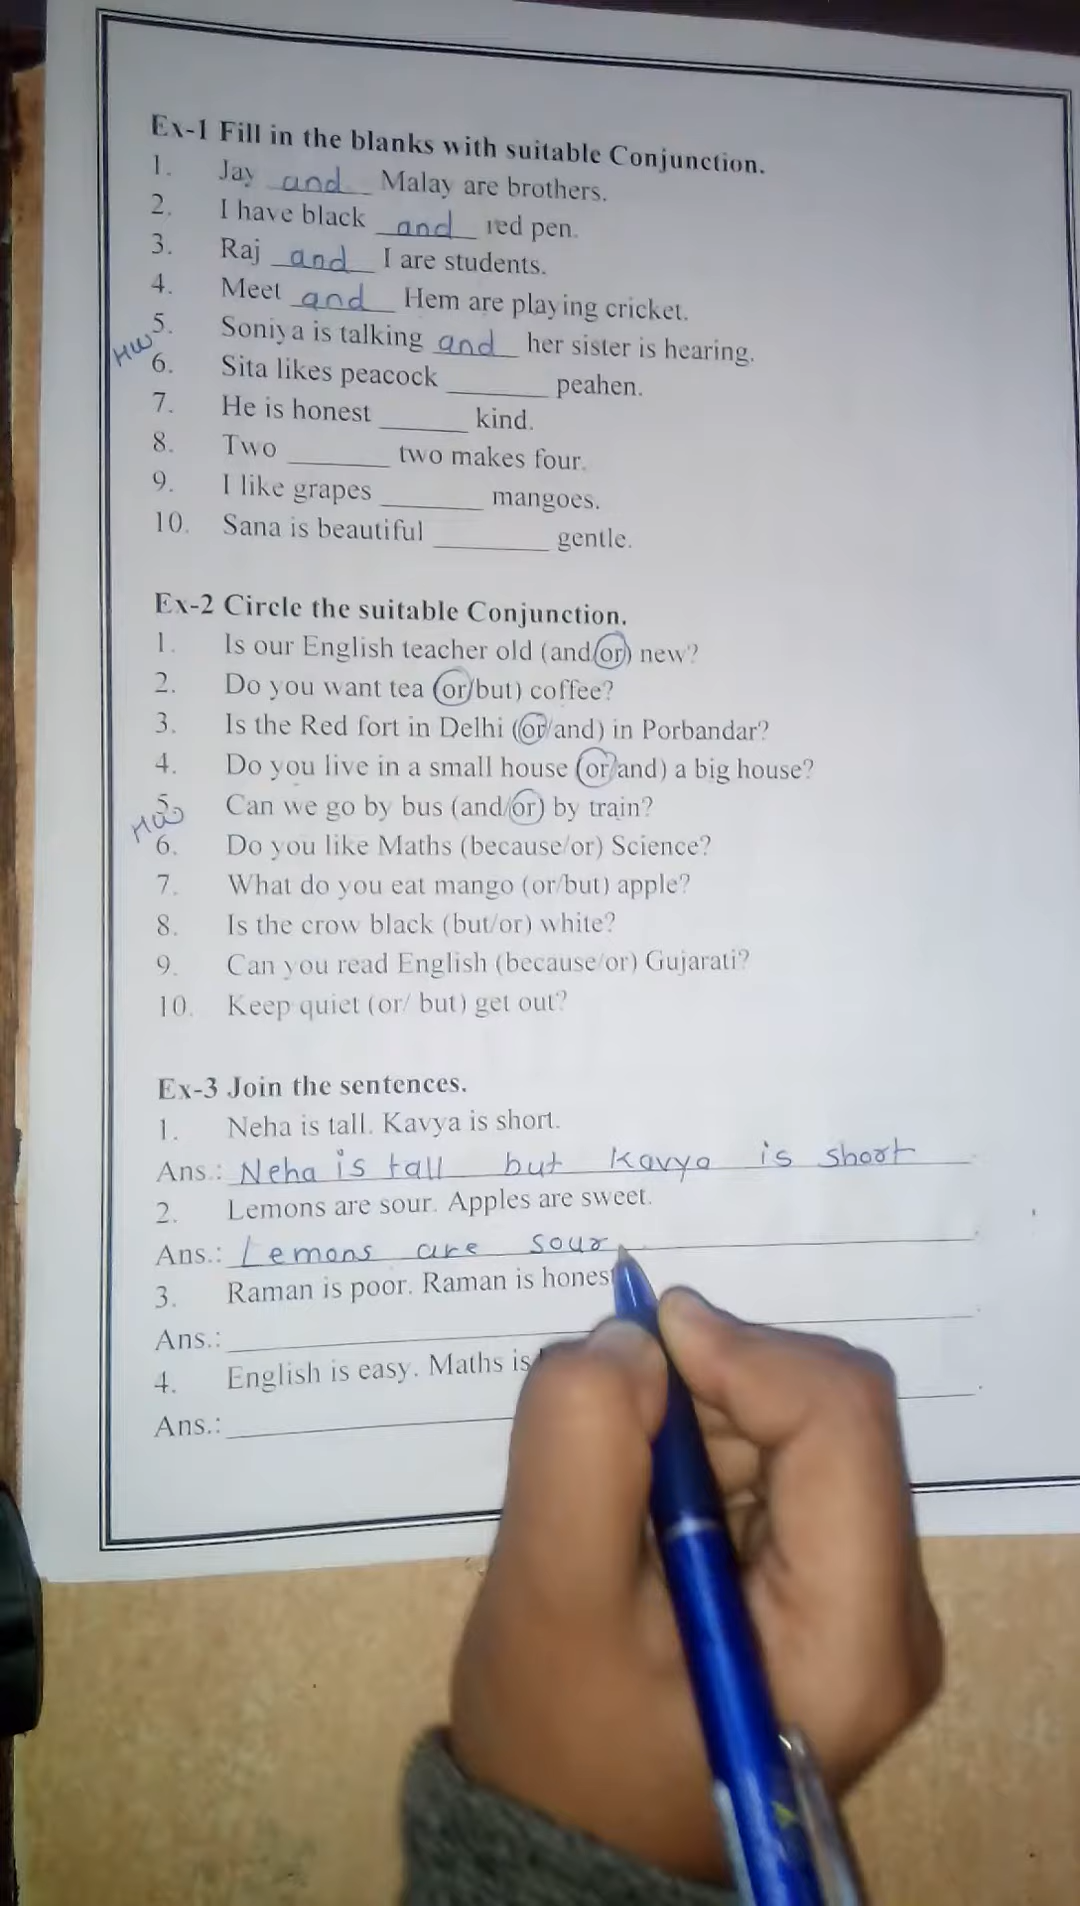 Ex-1 Fill in the blanks with suitable Conjunction.
1. Jay and Malay are brothers.
2. I have black and red pen.
3. Raj and I are students.
4. Meet and Hem are playing cricket.
5. Soniya is talking and her sister is hearing.
HW
6. Sita likes peacock ______ peahen.
7. He is honest ______ kind.
8. Two ______ two makes four.
9. I like grapes ______ mangoes.
10. Sana is beautiful ______ gentle.
Ex-2 Circle the suitable Conjunction.
1. Is our English teacher old (and/or) new?
2. Do you want tea (or/but) coffee?
3. Is the Red fort in Delhi (or/and) in Porbandar?
4. Do you live in a small house (or/and) a big house?
5. Can we go by bus (and/or) by train?
HW
6. Do you like Maths (because/or) Science?
7. What do you eat mango (or/but) apple?
8. Is the crow black (but/or) white?
9. Can you read English (because/or) Gujarati?
10. Keep quiet (or/ but) get out?
Ex-3 Join the sentences.
1. Neha is tall. Kavya is short.
Ans.: Neha is tall but Kavya is short.
2. Lemons are sour. Apples are sweet.
Ans.: Lemons are sour
3. Raman is poor. Raman is hones
Ans.:
4. English is easy. Maths is
Ans.: